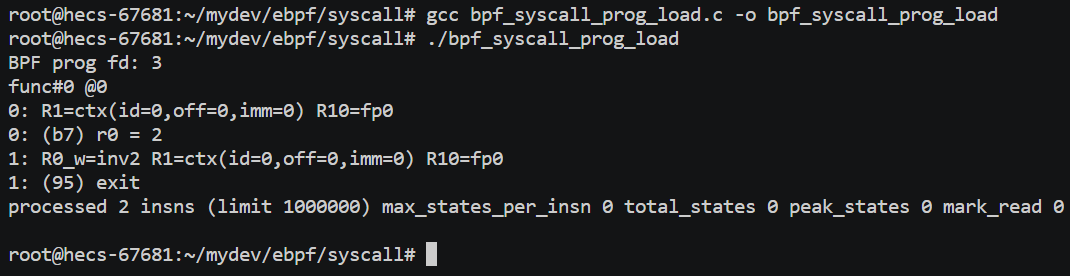 root@hecs-67681:~/mydev/ebpf/syscall# gcc bpf_syscall_prog_load.c -o bpf_syscall_prog_load
root@hecs-67681:~/mydev/ebpf/syscall# ./bpf_syscall_prog_load
BPF prog fd: 3
func#0 @0
0: R1=ctx(id=0,off=0,imm=0) R10=fp0
0: (b7) r0 = 2
1: R0_w=inv2 R1=ctx(id=0,off=0,imm=0) R10=fp0
1: (95) exit
processed 2 insns (limit 1000000) max_states_per_insn 0 total_states 0 peak_states 0 mark_read 0
root@hecs-67681:~/mydev/ebpf/syscall#